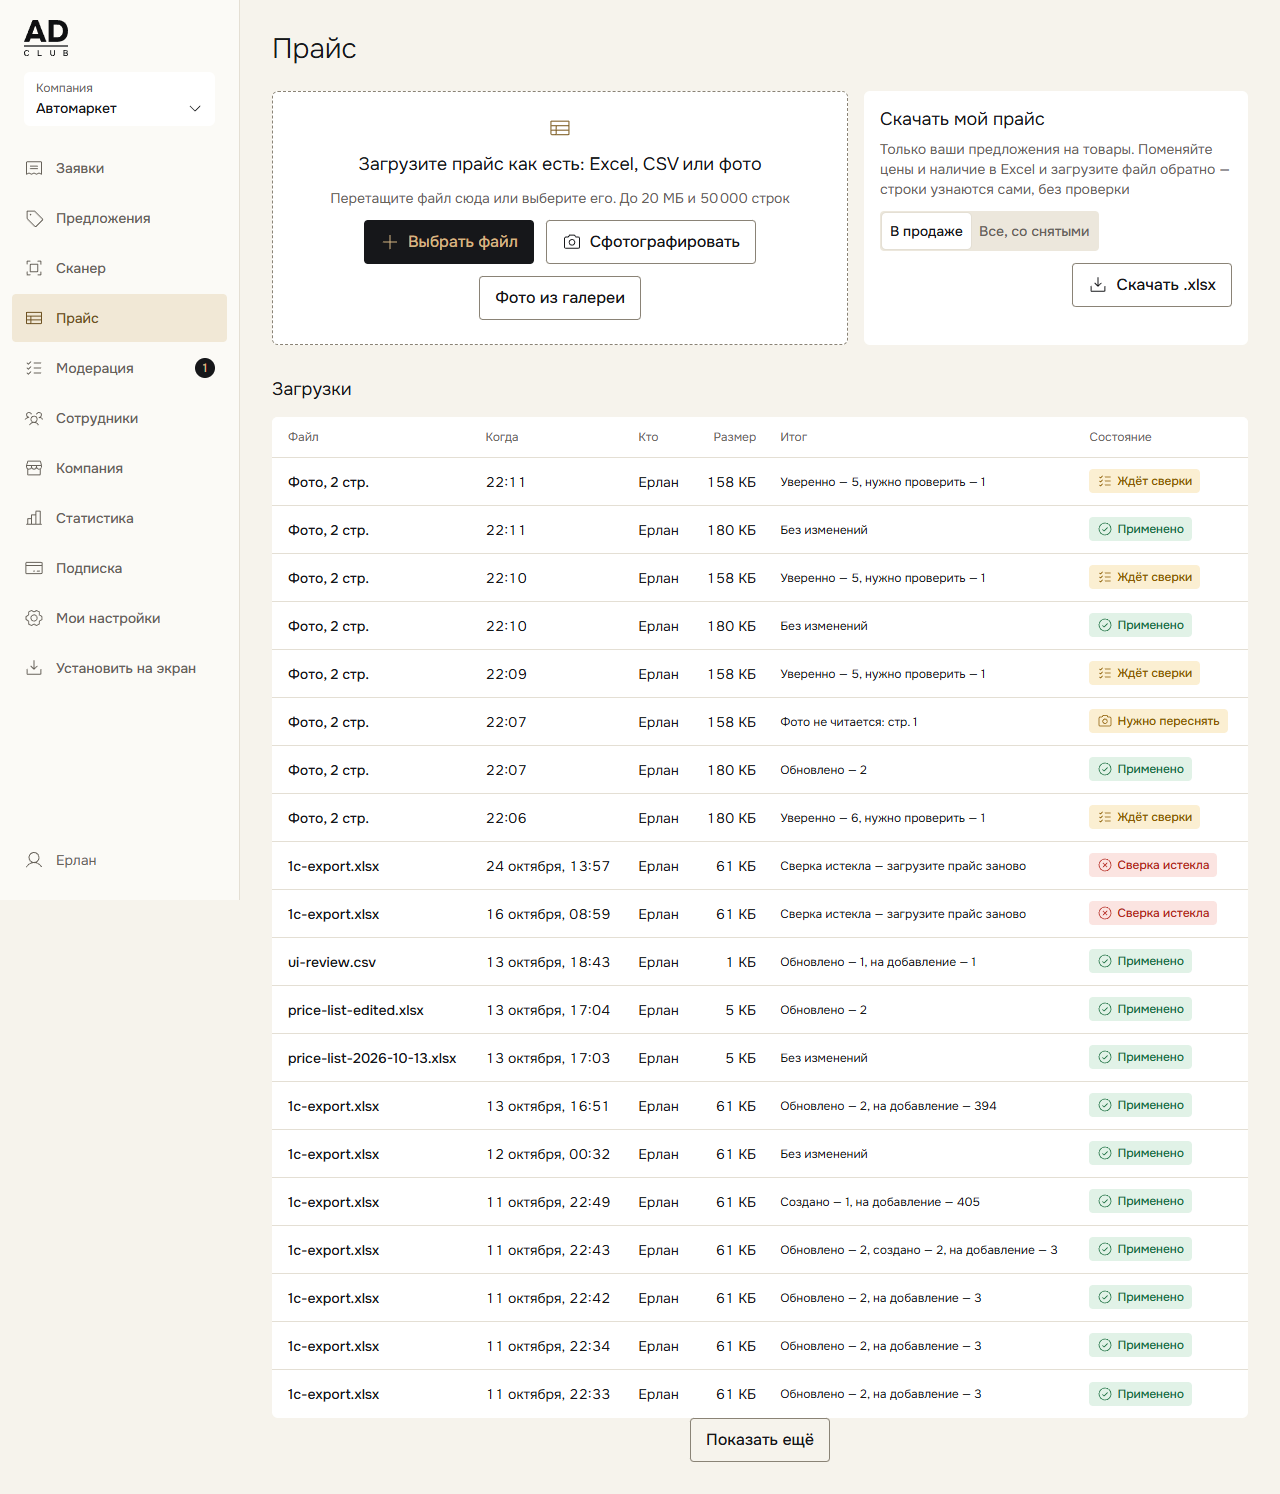 AD
CLUB
Компания
Автомаркет
Заявки
Предложения
Сканер
Прайс
Модерация 1
Сотрудники
Компания
Статистика
Подписка
Мои настройки
Установить на экран
Ерлан
Прайс
Загрузите прайс как есть: Excel, CSV или фото
Перетащите файл сюда или выберите его. До 20 МБ и 50 000 строк
Выбрать файл
Сфотографировать
Фото из галереи
Скачать мой прайс
Только ваши предложения на товары. Поменяйте
цены и наличие в Excel и загрузите файл обратно —
строки узнаются сами, без проверки
В продаже Все, со снятыми
Скачать .xlsx
Загрузки
Файл Когда Кто Размер Итог Состояние
Фото, 2 стр. 22:11 Ерлан 158 КБ Уверенно — 5, нужно проверить — 1 Ждёт сверки
Фото, 2 стр. 22:11 Ерлан 180 КБ Без изменений Применено
Фото, 2 стр. 22:10 Ерлан 158 КБ Уверенно — 5, нужно проверить — 1 Ждёт сверки
Фото, 2 стр. 22:10 Ерлан 180 КБ Без изменений Применено
Фото, 2 стр. 22:09 Ерлан 158 КБ Уверенно — 5, нужно проверить — 1 Ждёт сверки
Фото, 2 стр. 22:07 Ерлан 158 КБ Фото не читается: стр. 1 Нужно переснять
Фото, 2 стр. 22:07 Ерлан 180 КБ Обновлено — 2 Применено
Фото, 2 стр. 22:06 Ерлан 180 КБ Уверенно — 6, нужно проверить — 1 Ждёт сверки
1c-export.xlsx 24 октября, 13:57 Ерлан 61 КБ Сверка истекла — загрузите прайс заново Сверка истекла
1c-export.xlsx 16 октября, 08:59 Ерлан 61 КБ Сверка истекла — загрузите прайс заново Сверка истекла
ui-review.csv 13 октября, 18:43 Ерлан 1 КБ Обновлено — 1, на добавление — 1 Применено
price-list-edited.xlsx 13 октября, 17:04 Ерлан 5 КБ Обновлено — 2 Применено
price-list-2026-10-13.xlsx 13 октября, 17:03 Ерлан 5 КБ Без изменений Применено
1c-export.xlsx 13 октября, 16:51 Ерлан 61 КБ Обновлено — 2, на добавление — 394 Применено
1c-export.xlsx 12 октября, 00:32 Ерлан 61 КБ Без изменений Применено
1c-export.xlsx 11 октября, 22:49 Ерлан 61 КБ Создано — 1, на добавление — 405 Применено
1c-export.xlsx 11 октября, 22:43 Ерлан 61 КБ Обновлено — 2, создано — 2, на добавление — 3 Применено
1c-export.xlsx 11 октября, 22:42 Ерлан 61 КБ Обновлено — 2, на добавление — 3 Применено
1c-export.xlsx 11 октября, 22:34 Ерлан 61 КБ Обновлено — 2, на добавление — 3 Применено
1c-export.xlsx 11 октября, 22:33 Ерлан 61 КБ Обновлено — 2, на добавление — 3 Применено
Показать ещё